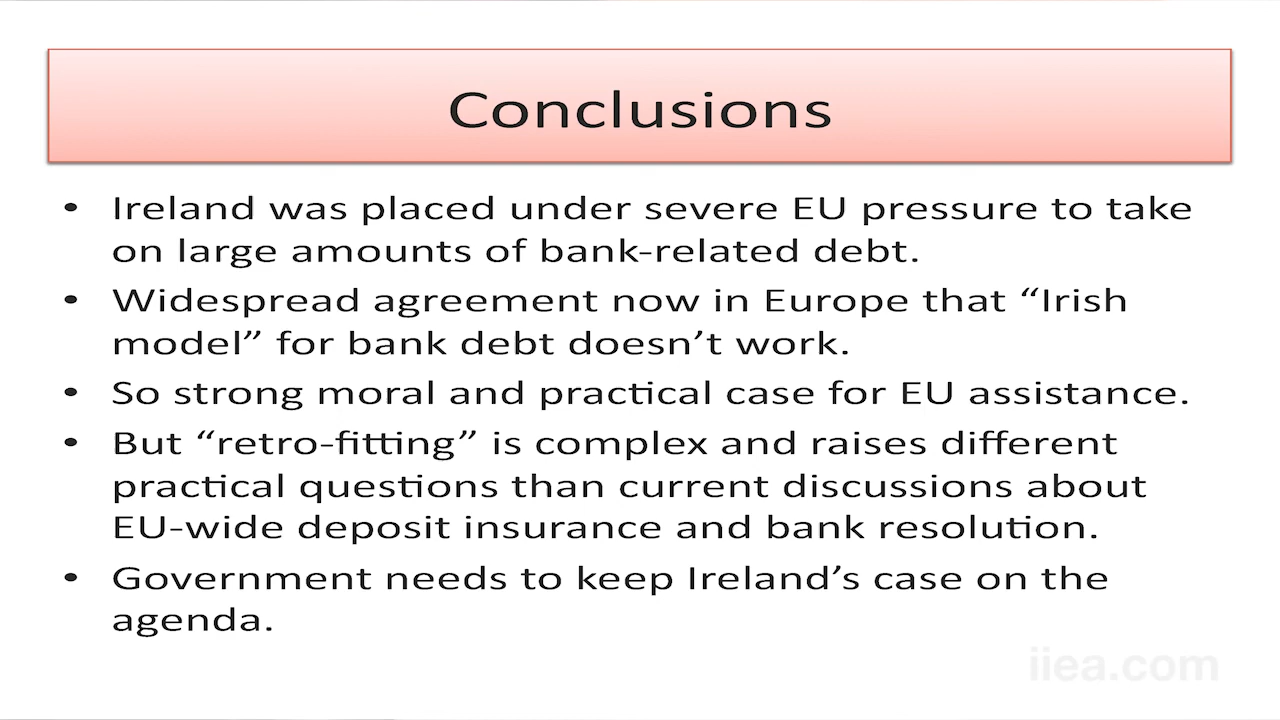 Conclusions
• Ireland was placed under severe EU pressure to take
on large amounts of bank-related debt.
• Widespread agreement now in Europe that “Irish
model” for bank debt doesn’t work.
• So strong moral and practical case for EU assistance.
• But “retro-fitting” is complex and raises different
practical questions than current discussions about
EU-wide deposit insurance and bank resolution.
• Government needs to keep Ireland’s case on the
agenda.
iiea.com